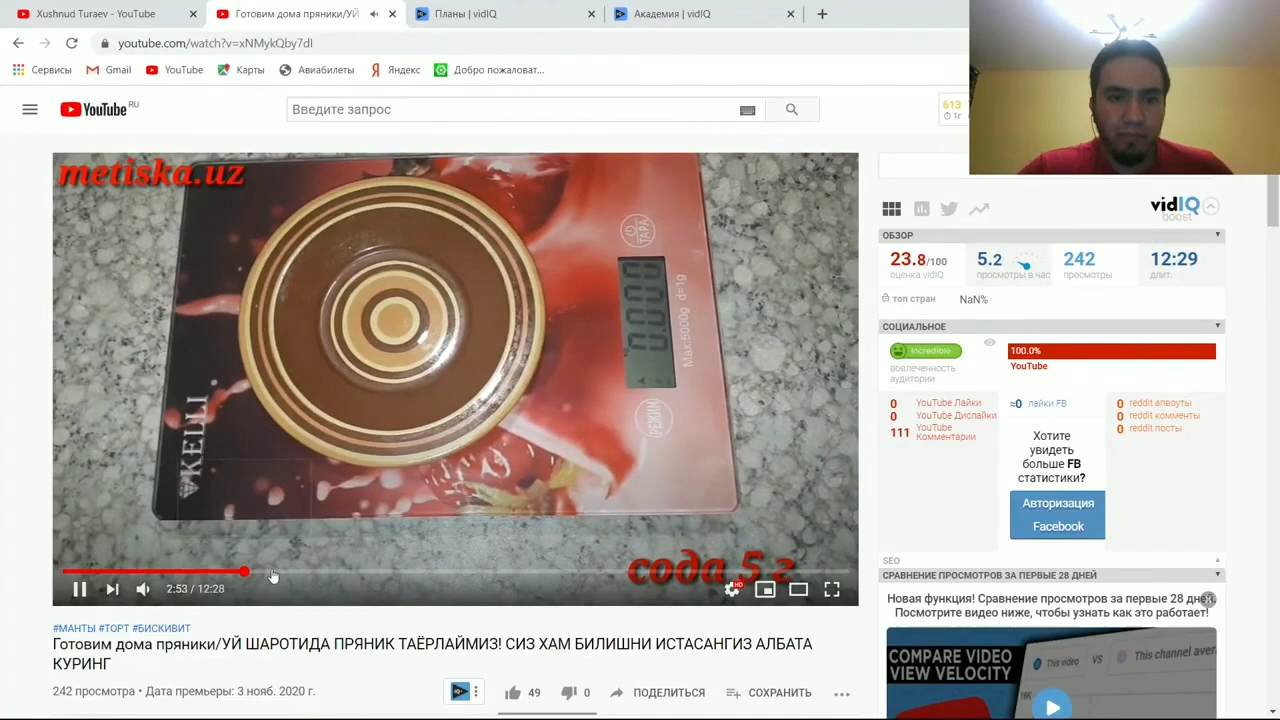 Xushnud Turaev - YouTube
Готовим дома пряники/УЙ
Планы | vidIQ
Академия | vidIQ
youtube.com/watch?v=xNMykQby7dI
Сервисы
Gmail
YouTube
Карты
Авиабилеты
Яндекс
Добро пожаловат...
YouTube RU
Введите запрос
613
1г
metiska.uz
ТАРА
0.000
Max:5000g d=1g
РЕЖИМ
KELLI
сода 5 г
HD
2:53 / 12:28
#МАНТЫ #ТОРТ #БИСКИВИТ
Готовим дома пряники/УЙ ШАРОТИДА ПРЯНИК ТАЁРЛАЙМИЗ! СИЗ ХАМ БИЛИШНИ ИСТАСАНГИЗ АЛБАТА
КУРИНГ
242 просмотра • Дата премьеры: 3 нояб. 2020 г.
49
0
ПОДЕЛИТЬСЯ
СОХРАНИТЬ
vidIQ
boost
ОБЗОР
23.8/100
оценка vidIQ
5.2
просмотры в час
242
просмотры
12:29
длит.
топ стран
NaN%
СОЦИАЛЬНОЕ
Incredible
вовлеченность
аудитории
100.0%
YouTube
0 YouTube Лайки
0 YouTube Дислайки
111 YouTube
Комментарии
≈0 лайки FB
Хотите
увидеть
больше FB
статистики?
Авторизация
Facebook
0 reddit апвоуты
0 reddit комменты
0 reddit посты
SEO
СРАВНЕНИЕ ПРОСМОТРОВ ЗА ПЕРВЫЕ 28 ДНЕЙ
Новая функция! Сравнение просмотров за первые 28 дней.
Посмотрите видео ниже, чтобы узнать как это работает!
COMPARE VIDEO
VIEW VELOCITY
This video
VS
This channel aver